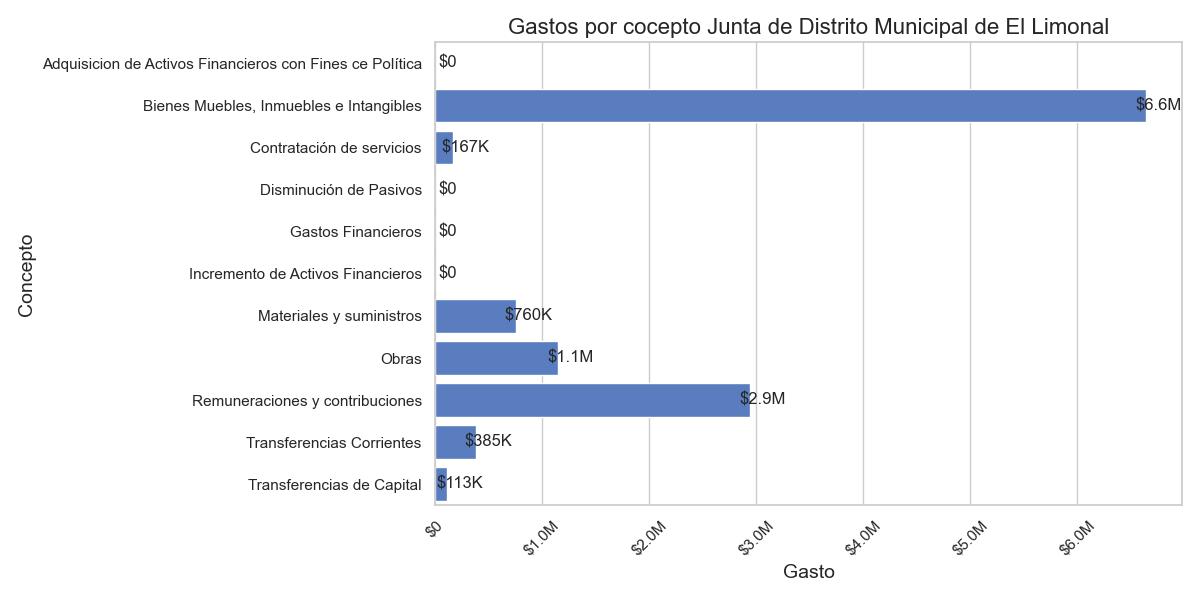 Gastos por cocepto Junta de Distrito Municipal de El Limonal
Concepto
Adquisicion de Activos Financieros con Fines ce Política $0
Bienes Muebles, Inmuebles e Intangibles $6.6M
Contratación de servicios $167K
Disminución de Pasivos $0
Gastos Financieros $0
Incremento de Activos Financieros $0
Materiales y suministros $760K
Obras $1.1M
Remuneraciones y contribuciones $2.9M
Transferencias Corrientes $385K
Transferencias de Capital $113K
$0 $1.0M $2.0M $3.0M $4.0M $5.0M $6.0M
Gasto